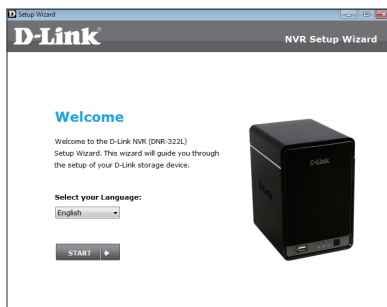 Setup Wizard
D-Link
NVR Setup Wizard
Welcome
Welcome to the D-Link NVR (DNR-322L)
Setup Wizard. This wizard will guide you through
the setup of your D-Link storage device.
D-Link
D-Link
Select your Language:
English
START